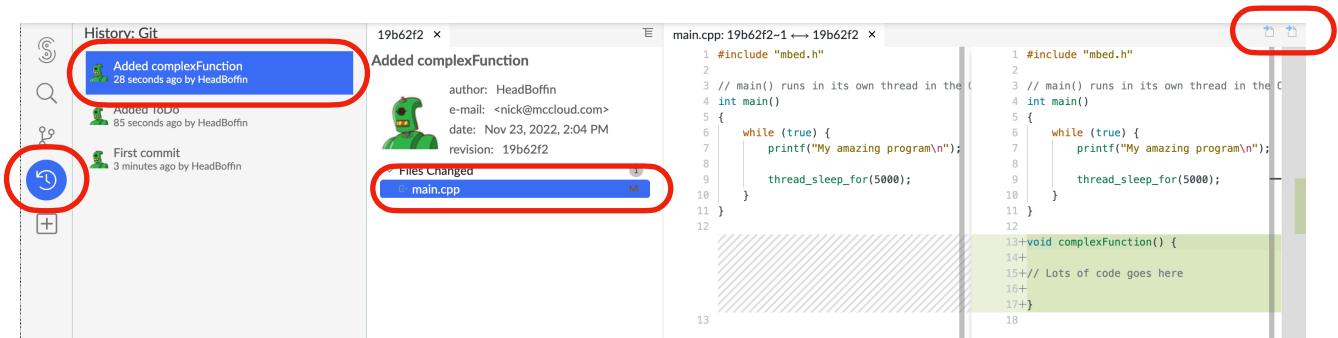 History: Git
Added complexFunction
28 seconds ago by HeadBoffin
Added ToDo
85 seconds ago by HeadBoffin
First commit
3 minutes ago by HeadBoffin
19b62f2 ×
Added complexFunction
author: HeadBoffin
e-mail: <nick@mccloud.com>
date: Nov 23, 2022, 2:04 PM
revision: 19b62f2
Files Changed 1
main.cpp M
main.cpp: 19b62f2~1 ⟷ 19b62f2 ×
1 #include "mbed.h"
2
3 // main() runs in its own thread in the
4 int main()
5 {
6     while (true) {
7         printf("My amazing program\n");
8
9         thread_sleep_for(5000);
10     }
11 }
12
13
1 #include "mbed.h"
2
3 // main() runs in its own thread in the
4 int main()
5 {
6     while (true) {
7         printf("My amazing program\n");
8
9         thread_sleep_for(5000);
10     }
11 }
12
13+void complexFunction() {
14+
15+// Lots of code goes here
16+
17+}
18